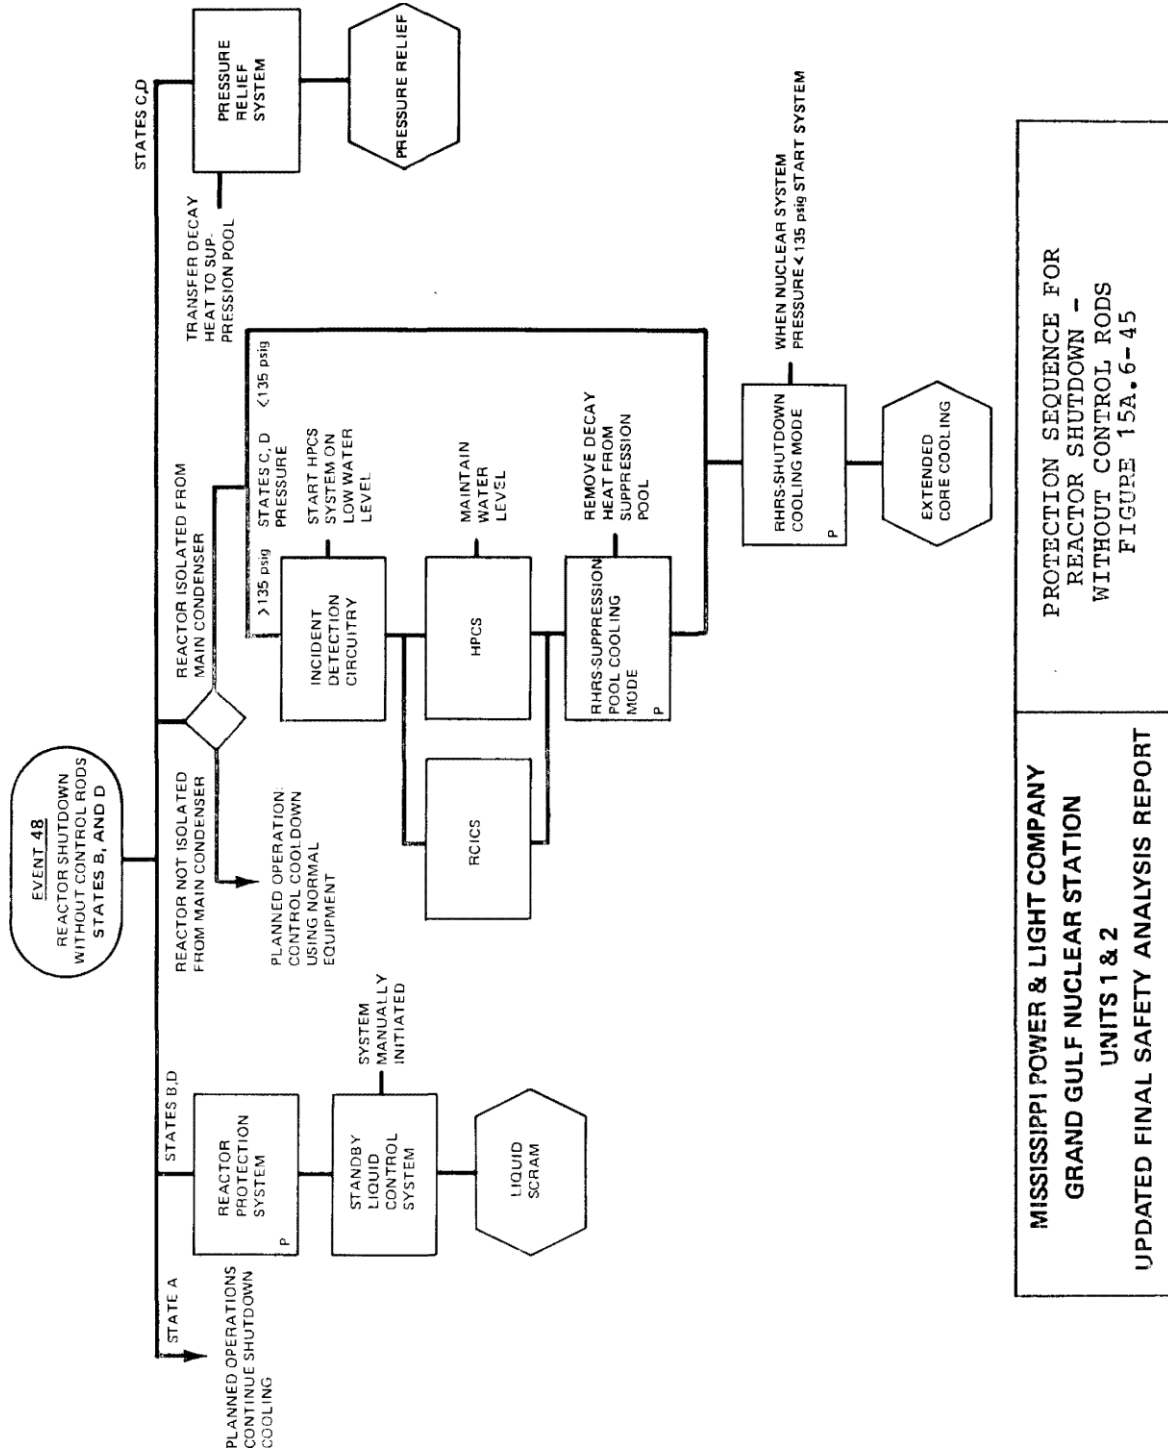 EVENT 48
REACTOR SHUTDOWN
WITHOUT CONTROL RODS
STATES B, AND D
STATE A
PLANNED OPERATIONS
CONTINUE SHUTDOWN
COOLING
STATES B,D
REACTOR
PROTECTION
SYSTEM
P
STANDBY
LIQUID
CONTROL
SYSTEM
SYSTEM
MANUALLY
INITIATED
LIQUID
SCRAM
REACTOR NOT ISOLATED
FROM MAIN CONDENSER
PLANNED OPERATION:
CONTROL COOLDOWN
USING NORMAL
EQUIPMENT
REACTOR ISOLATED FROM
MAIN CONDENSER
>135 psig
STATES C, D
PRESSURE
<135 psig
INCIDENT
DETECTION
CIRCUITRY
START HPCS
SYSTEM ON
LOW WATER
LEVEL
RCICS
HPCS
MAINTAIN
WATER
LEVEL
RHRS-SUPPRESSION
POOL COOLING
MODE
P
REMOVE DECAY
HEAT FROM
SUPPRESSION
POOL
RHRS-SHUTDOWN
COOLING MODE
P
WHEN NUCLEAR SYSTEM
PRESSURE < 135 psig START SYSTEM
EXTENDED
CORE COOLING
STATES C,D
TRANSFER DECAY
HEAT TO SUP-
PRESSION POOL
PRESSURE
RELIEF
SYSTEM
PRESSURE RELIEF
MISSISSIPPI POWER & LIGHT COMPANY
GRAND GULF NUCLEAR STATION
UNITS 1 & 2
UPDATED FINAL SAFETY ANALYSIS REPORT
PROTECTION SEQUENCE FOR
REACTOR SHUTDOWN -
WITHOUT CONTROL RODS
FIGURE 15A.6-45